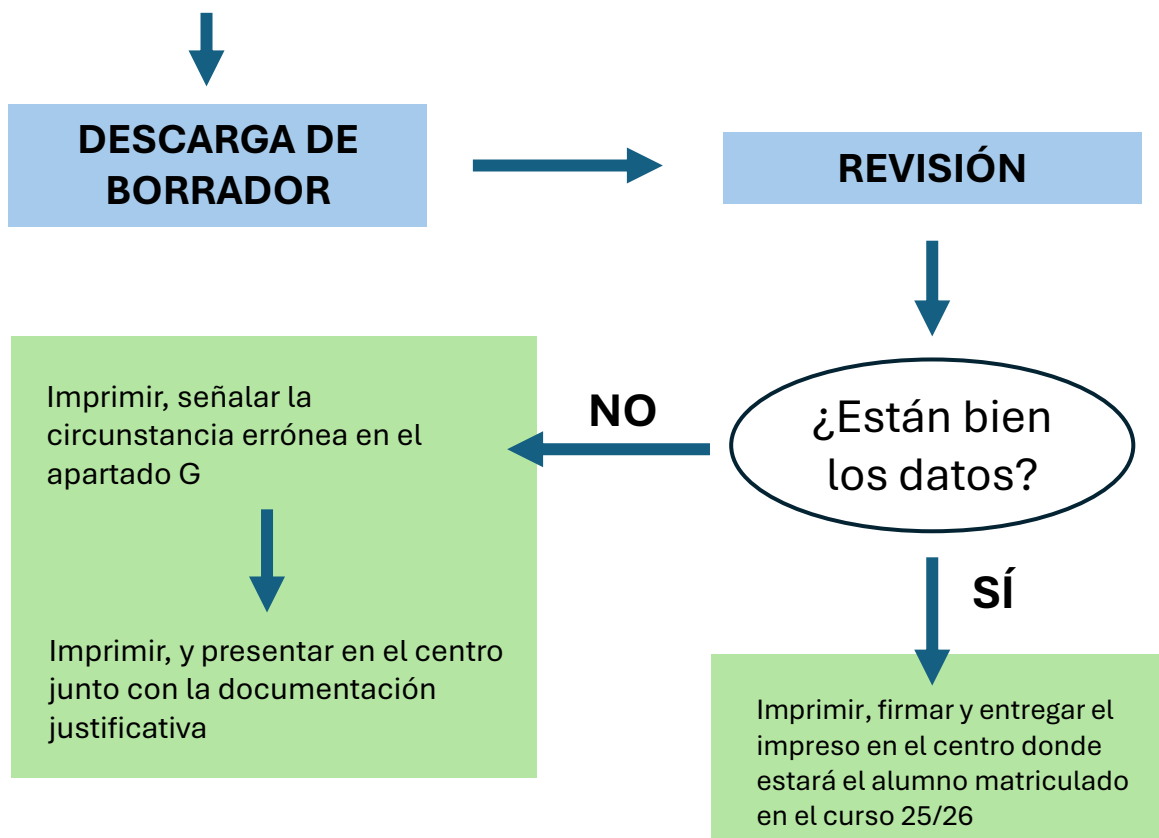 DESCARGA DE
BORRADOR
REVISIÓN
¿Están bien
los datos?
NO
Imprimir, señalar la
circunstancia errónea en el
apartado G
Imprimir, y presentar en el centro
junto con la documentación
justificativa
SÍ
Imprimir, firmar y entregar el
impreso en el centro donde
estará el alumno matriculado
en el curso 25/26